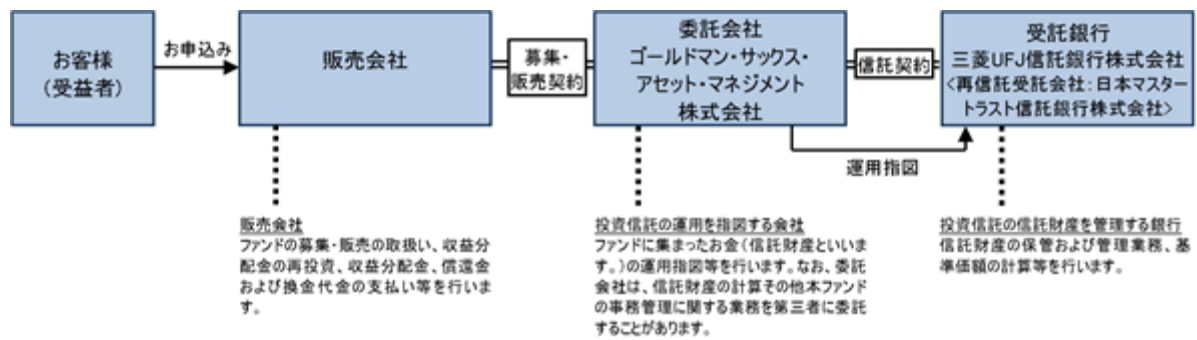 お客様
（受益者）
お申込み
販売会社
募集・
販売契約
委託会社
ゴールドマン・サックス・
アセット・マネジメント
株式会社
信託契約
受託銀行
三菱UFJ信託銀行株式会社
<再信託受託会社：日本マスター
トラスト信託銀行株式会社>
運用指図
販売会社
ファンドの募集・販売の取扱い、収益分
配金の再投資、収益分配金、償還金
および換金代金の支払い等を行いま
す。
投資信託の運用を指図する会社
ファンドに集まったお金（信託財産といいま
す。）の運用指図等を行います。なお、委託
会社は、信託財産の計算その他本ファンド
の事務管理に関する業務を第三者に委託
することがあります。
投資信託の信託財産を管理する銀行
信託財産の保管および管理業務、基
準価額の計算等を行います。